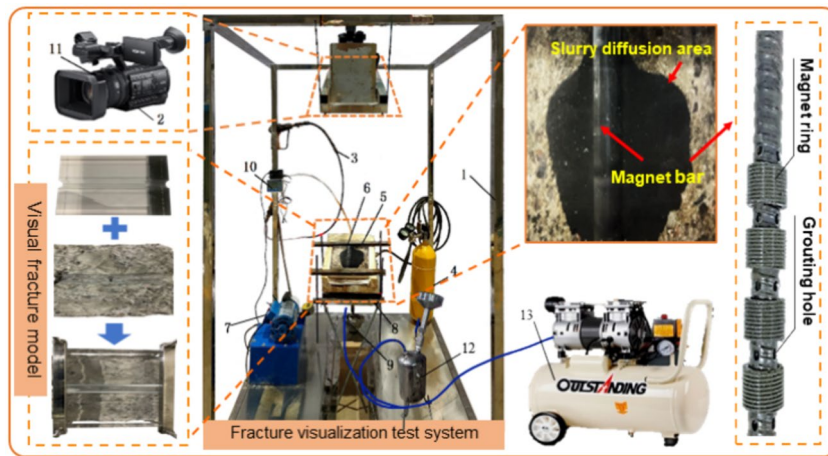 11
2
Visual fracture model
10
3
6
5
1
4
7
8
9
12
Fracture visualization test system
Slurry diffusion area
Magnet bar
13
OUTSTANDING
Magnet ring
Grouting hole